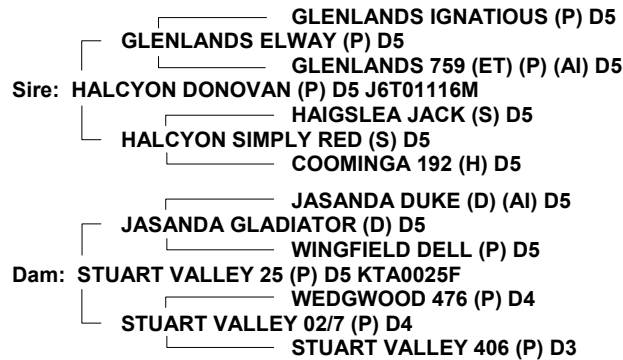 GLENLANDS IGNATIOUS (P) D5
GLENLANDS ELWAY (P) D5
GLENLANDS 759 (ET) (P) (AI) D5
Sire: HALCYON DONOVAN (P) D5 J6T01116M
HAIGSLEA JACK (S) D5
HALCYON SIMPLY RED (S) D5
COOMINGA 192 (H) D5
JASANDA DUKE (D) (AI) D5
JASANDA GLADIATOR (D) D5
WINGFIELD DELL (P) D5
Dam: STUART VALLEY 25 (P) D5 KTA0025F
WEDGWOOD 476 (P) D4
STUART VALLEY 02/7 (P) D4
STUART VALLEY 406 (P) D3